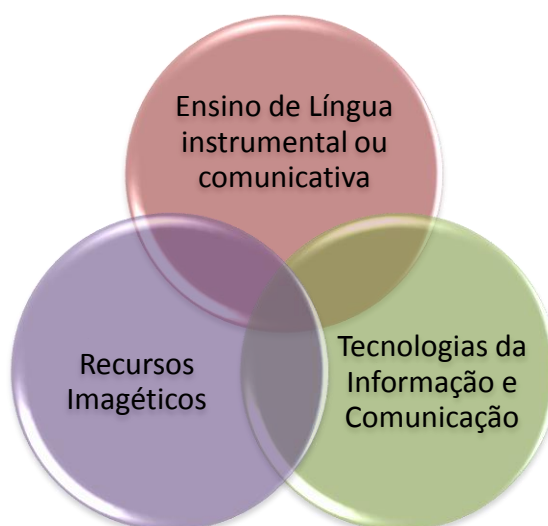 Ensino de Língua
instrumental ou
comunicativa
Recursos
Imagéticos
Tecnologias da
Informação e
Comunicação